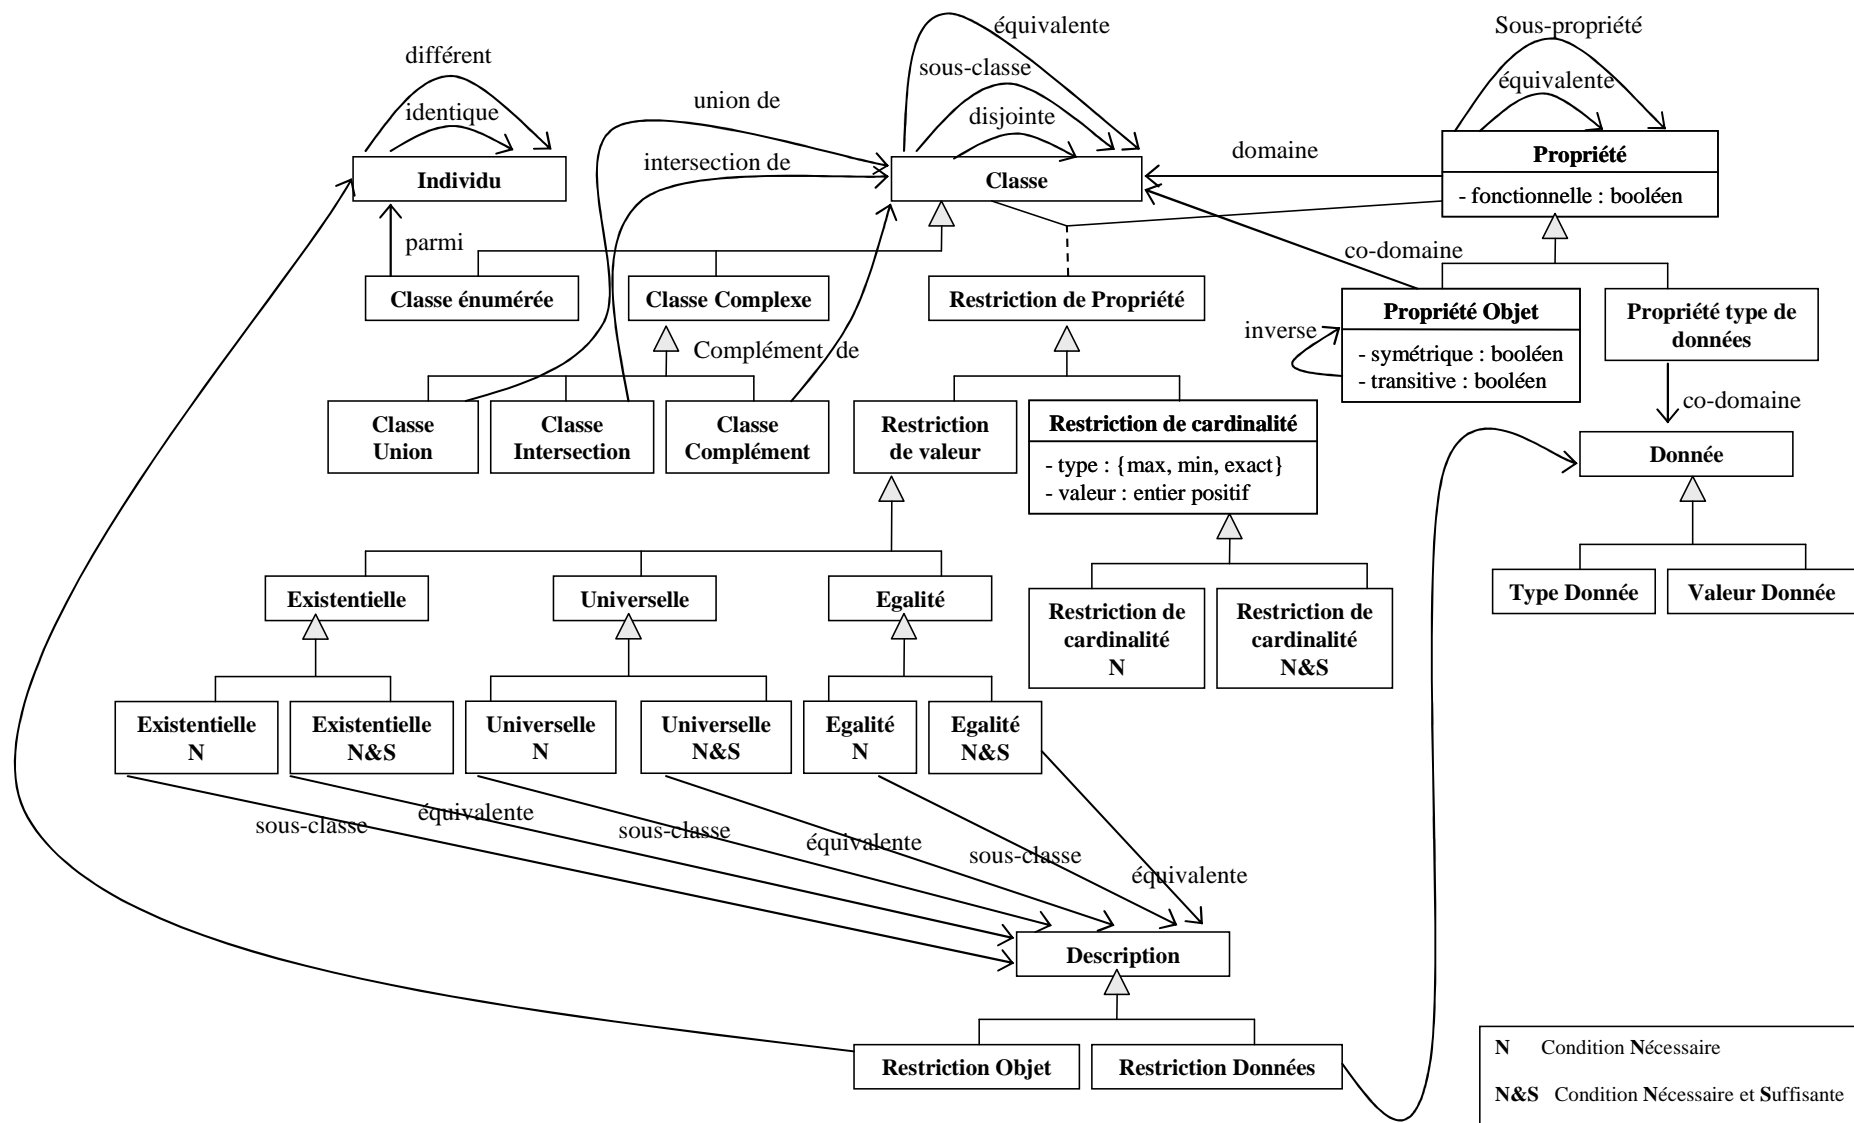 équivalente
Sous-propriété
différent
sous-classe
équivalente
identique
union de
disjointe
intersection de
domaine
Propriété
Individu
Classe
- fonctionnelle : booléen
parmi
co-domaine
Classe énumérée
Classe Complexe
Restriction de Propriété
Propriété Objet
- symétrique : booléen
- transitive : booléen
Propriété type de
données
inverse
Complément de
co-domaine
Classe
Union
Classe
Intersection
Classe
Complément
Restriction
de valeur
Restriction de cardinalité
- type : {max, min, exact}
- valeur : entier positif
Donnée
Existentielle
Universelle
Egalité
Restriction de
cardinalité
N
Restriction de
cardinalité
N&S
Type Donnée
Valeur Donnée
Existentielle
N
Existentielle
N&S
Universelle
N
Universelle
N&S
Egalité
N
Egalité
N&S
sous-classe
équivalente
sous-classe
équivalente
sous-classe
équivalente
Description
Restriction Objet
Restriction Données
N Condition Nécessaire
N&S Condition Nécessaire et Suffisante